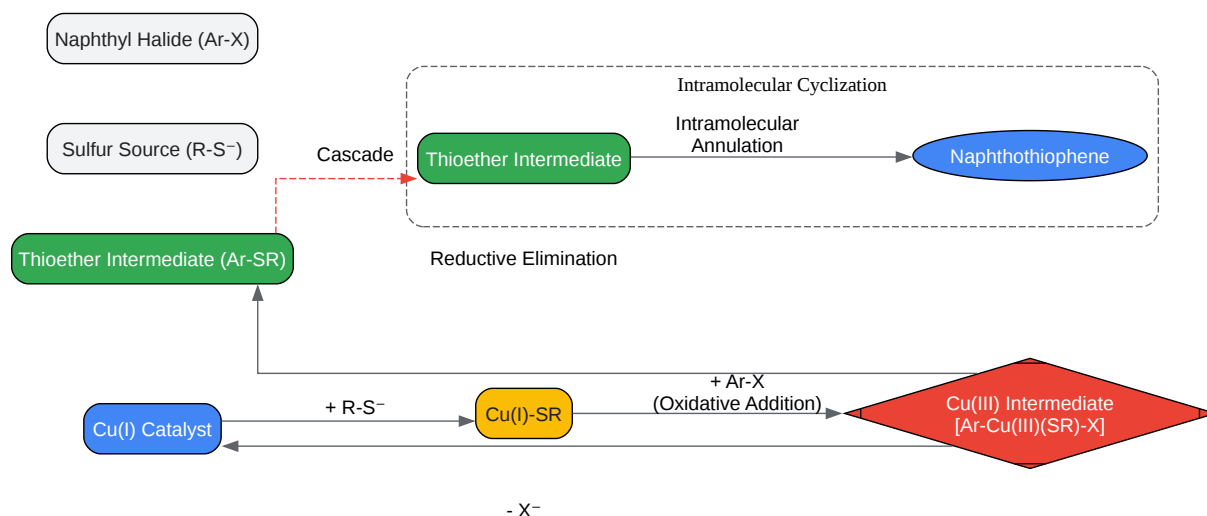 Naphthyl Halide (Ar-X)
Intramolecular Cyclization
Sulfur Source (R-S⁻)
Cascade
Thioether Intermediate
Intramolecular
Annulation
Naphthothiophene
Thioether Intermediate (Ar-SR)
Reductive Elimination
Cu(I) Catalyst
+ R-S⁻
Cu(I)-SR
+ Ar-X
(Oxidative Addition)
Cu(III) Intermediate
[Ar-Cu(III)(SR)-X]
- X⁻